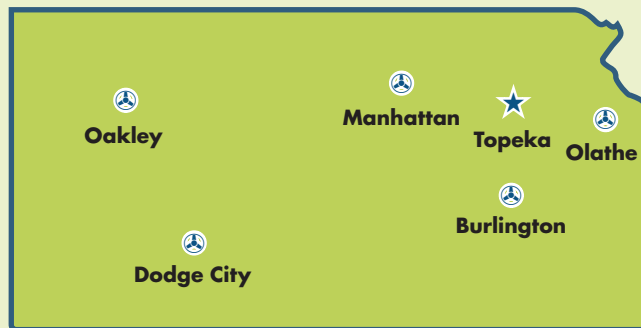 Manhattan
Oakley
Topeka
Olathe
Burlington
Dodge City